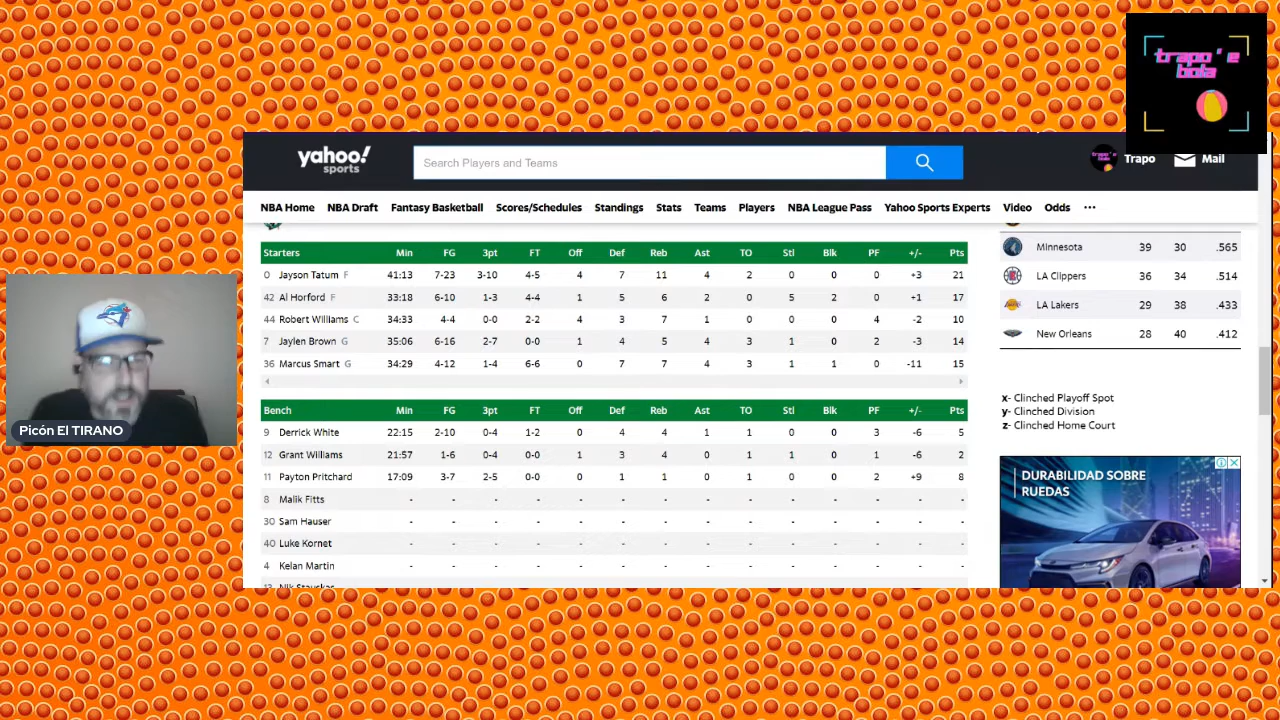 trapo'e
bola
yahoo!
sports
Search Players and Teams
Trapo
Mail
NBA Home NBA Draft Fantasy Basketball Scores/Schedules Standings Stats Teams Players NBA League Pass Yahoo Sports Experts Video Odds ...
Starters Min FG 3pt FT Off Def Reb Ast TO Stl Blk PF +/- Pts
0 Jayson Tatum F 41:13 7-23 3-10 4-5 4 7 11 4 2 0 0 0 +3 21
42 Al Horford F 33:18 6-10 1-3 4-4 1 5 6 2 0 5 2 0 +1 17
44 Robert Williams C 34:33 4-4 0-0 2-2 4 3 7 1 0 0 0 4 -2 10
7 Jaylen Brown G 35:06 6-16 2-7 0-0 1 4 5 4 3 1 0 2 -3 14
36 Marcus Smart G 34:29 4-12 1-4 6-6 0 7 7 4 3 1 1 0 -11 15
Bench Min FG 3pt FT Off Def Reb Ast TO Stl Blk PF +/- Pts
9 Derrick White 22:15 2-10 0-4 1-2 0 4 4 1 1 0 0 3 -6 5
12 Grant Williams 21:57 1-6 0-4 0-0 1 3 4 0 1 1 0 1 -6 2
11 Payton Pritchard 17:09 3-7 2-5 0-0 0 1 1 0 1 0 0 2 +9 8
8 Malik Fitts - - - - - - - - - - - - - -
30 Sam Hauser - - - - - - - - - - - - - -
40 Luke Kornet - - - - - - - - - - - - - -
4 Kelan Martin - - - - - - - - - - - - - -
13 Nik Stauskas
Minnesota 39 30 .565
LA Clippers 36 34 .514
LA Lakers 29 38 .433
New Orleans 28 40 .412
x- Clinched Playoff Spot
y- Clinched Division
z- Clinched Home Court
DURABILIDAD SOBRE
RUEDAS
Picón El TIRANO